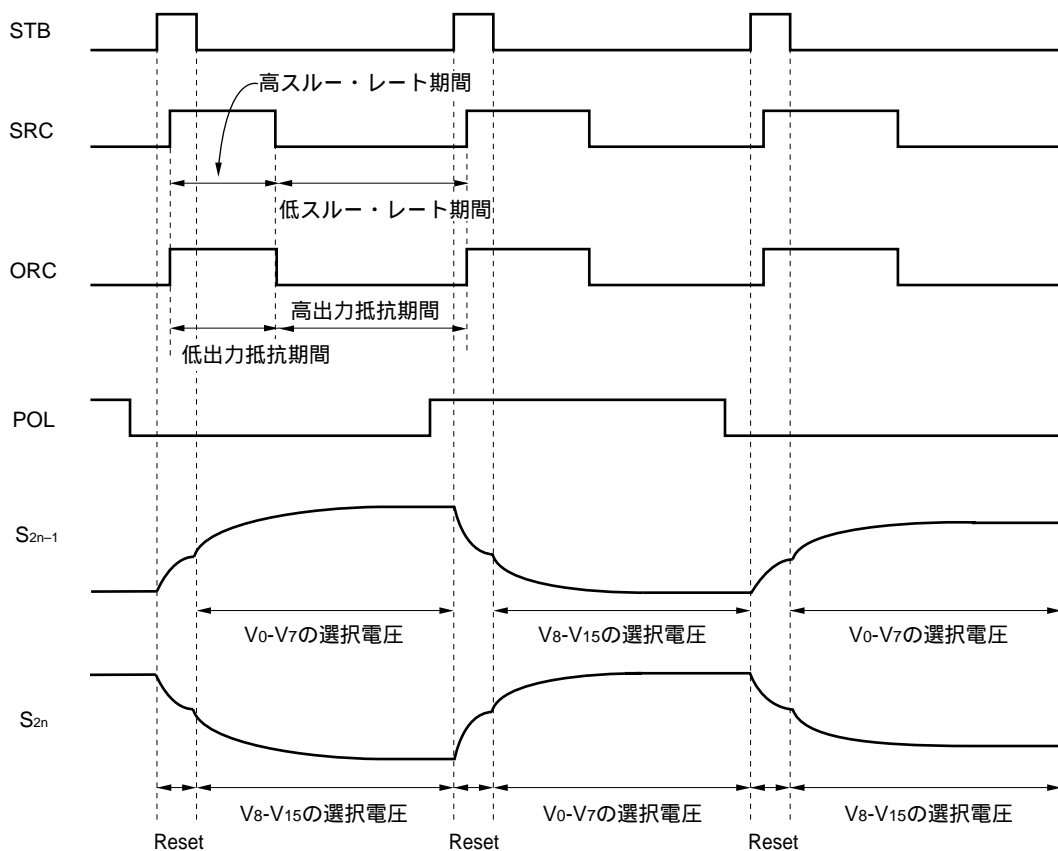 STB
高スルー・レート期間
SRC
低スルー・レート期間
ORC
高出力抵抗期間
低出力抵抗期間
POL
S2n–1
V0-V7の選択電圧
V8-V15の選択電圧
V0-V7の選択電圧
S2n
V8-V15の選択電圧
V0-V7の選択電圧
V8-V15の選択電圧
Reset
Reset
Reset